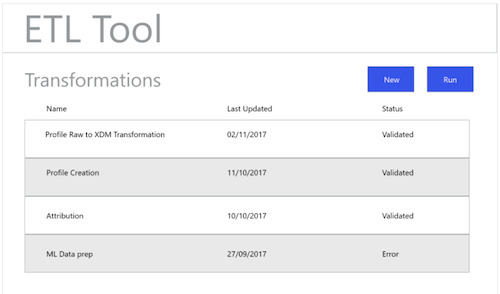 ETL Tool
Transformations New Run
Name Last Updated Status
Profile Raw to XDM Transformation 02/11/2017 Validated
Profile Creation 11/10/2017 Validated
Attribution 10/10/2017 Validated
ML Data prep 27/09/2017 Error